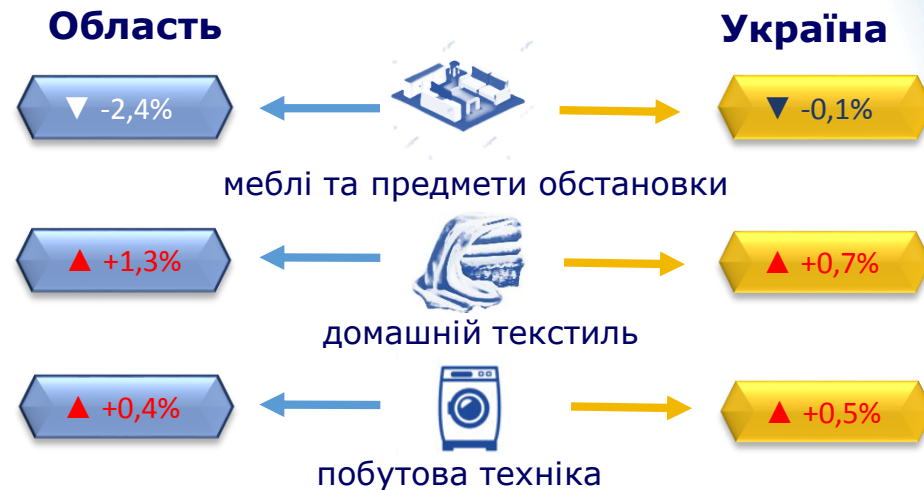 Область
Україна
▼ -2,4%
▼ -0,1%
меблі та предмети обстановки
▲ +1,3%
▲ +0,7%
домашній текстиль
▲ +0,4%
▲ +0,5%
побутова техніка